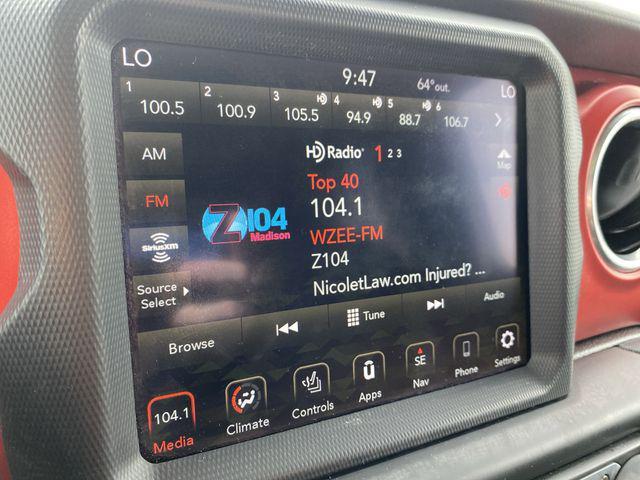 LO 9:47 64°out. LO
1 100.5 2 100.9 3 105.5 HD 4 94.9 HD 5 88.7 HD 6 106.7
AM
HD Radio 1 2 3
Map
Top 40
FM
104.1
Z104
Madison
WZEE-FM
SiriusXM
Z104
Source
Select
NicoletLaw.com Injured? ...
Browse
Tune
Audio
104.1
SE
Media
Climate
Controls
Apps
Nav
Phone
Settings